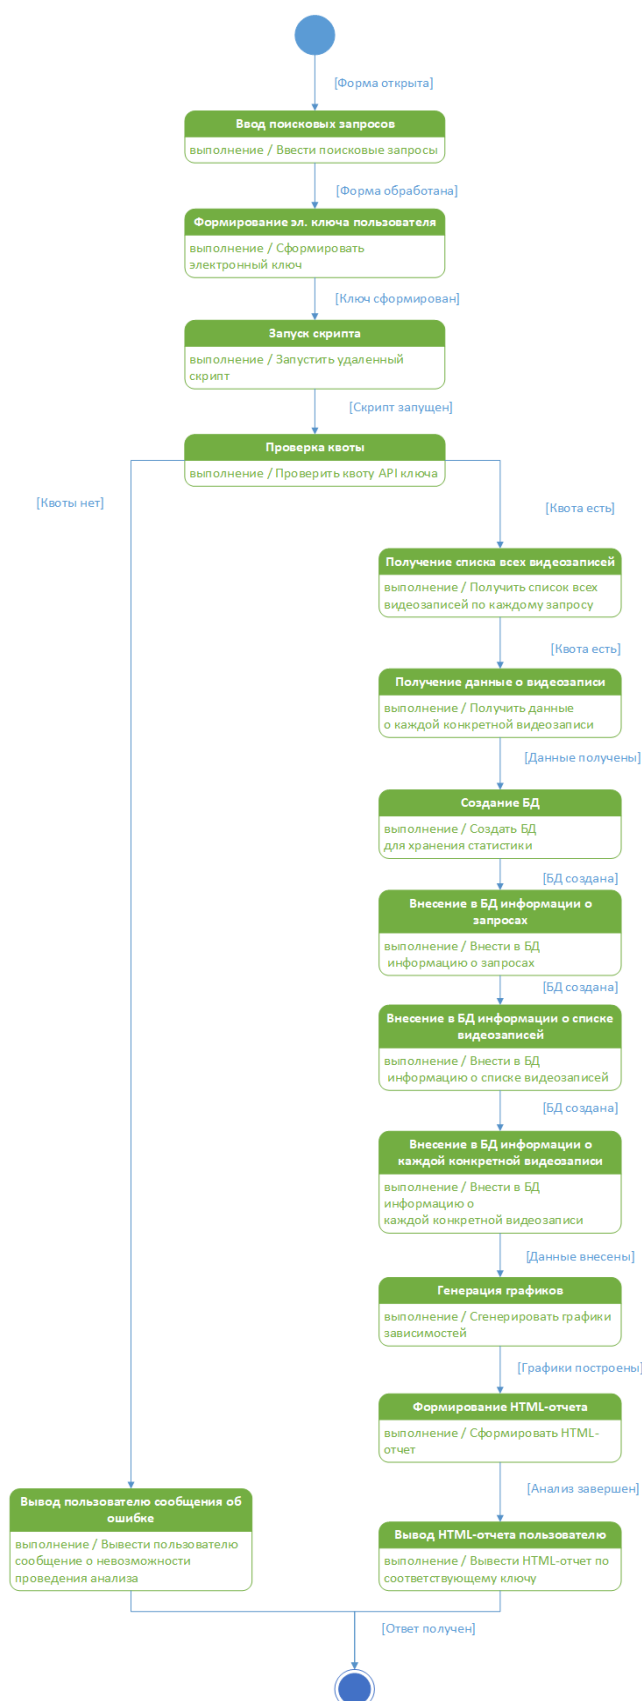 [Форма открыта]
Ввод поисковых запросов
выполнение / Ввести поисковые запросы
[Форма обработана]
Формирование эл. ключа пользователя
выполнение / Сформировать
электронный ключ
[Ключ сформирован]
Запуск скрипта
выполнение / Запустить удаленный
скрипт
[Скрипт запущен]
Проверка квоты
выполнение / Проверить квоту API ключа
[Квоты нет]
[Квота есть]
Получение списка всех видеозаписей
выполнение / Получить список всех
видеозаписей по каждому запросу
[Квота есть]
Получение данные о видеозаписи
выполнение / Получить данные
о каждой конкретной видеозаписи
[Данные получены]
Создание БД
выполнение / Создать БД
для хранения статистики
[БД создана]
Внесение в БД информации о
запросах
выполнение / Внести в БД
информацию о запросах
[БД создана]
Внесение в БД информации о списке
видеозаписей
выполнение / Внести в БД
информацию о списке видеозаписей
[БД создана]
Внесение в БД информации о
каждой конкретной видеозаписи
выполнение / Внести в БД
информацию о
каждой конкретной видеозаписи
[Данные внесены]
Генерация графиков
выполнение / Сгенерировать графики
зависимостей
[Графики построены]
Формирование HTML-отчета
выполнение / Сформировать HTML-
отчет
[Анализ завершен]
Вывод пользователю сообщения об
ошибке
выполнение / Вывести пользователю
сообщение о невозможности
проведения анализа
Вывод HTML-отчета пользователю
выполнение / Вывести HTML-отчет по
соответствующему ключу
[Ответ получен]